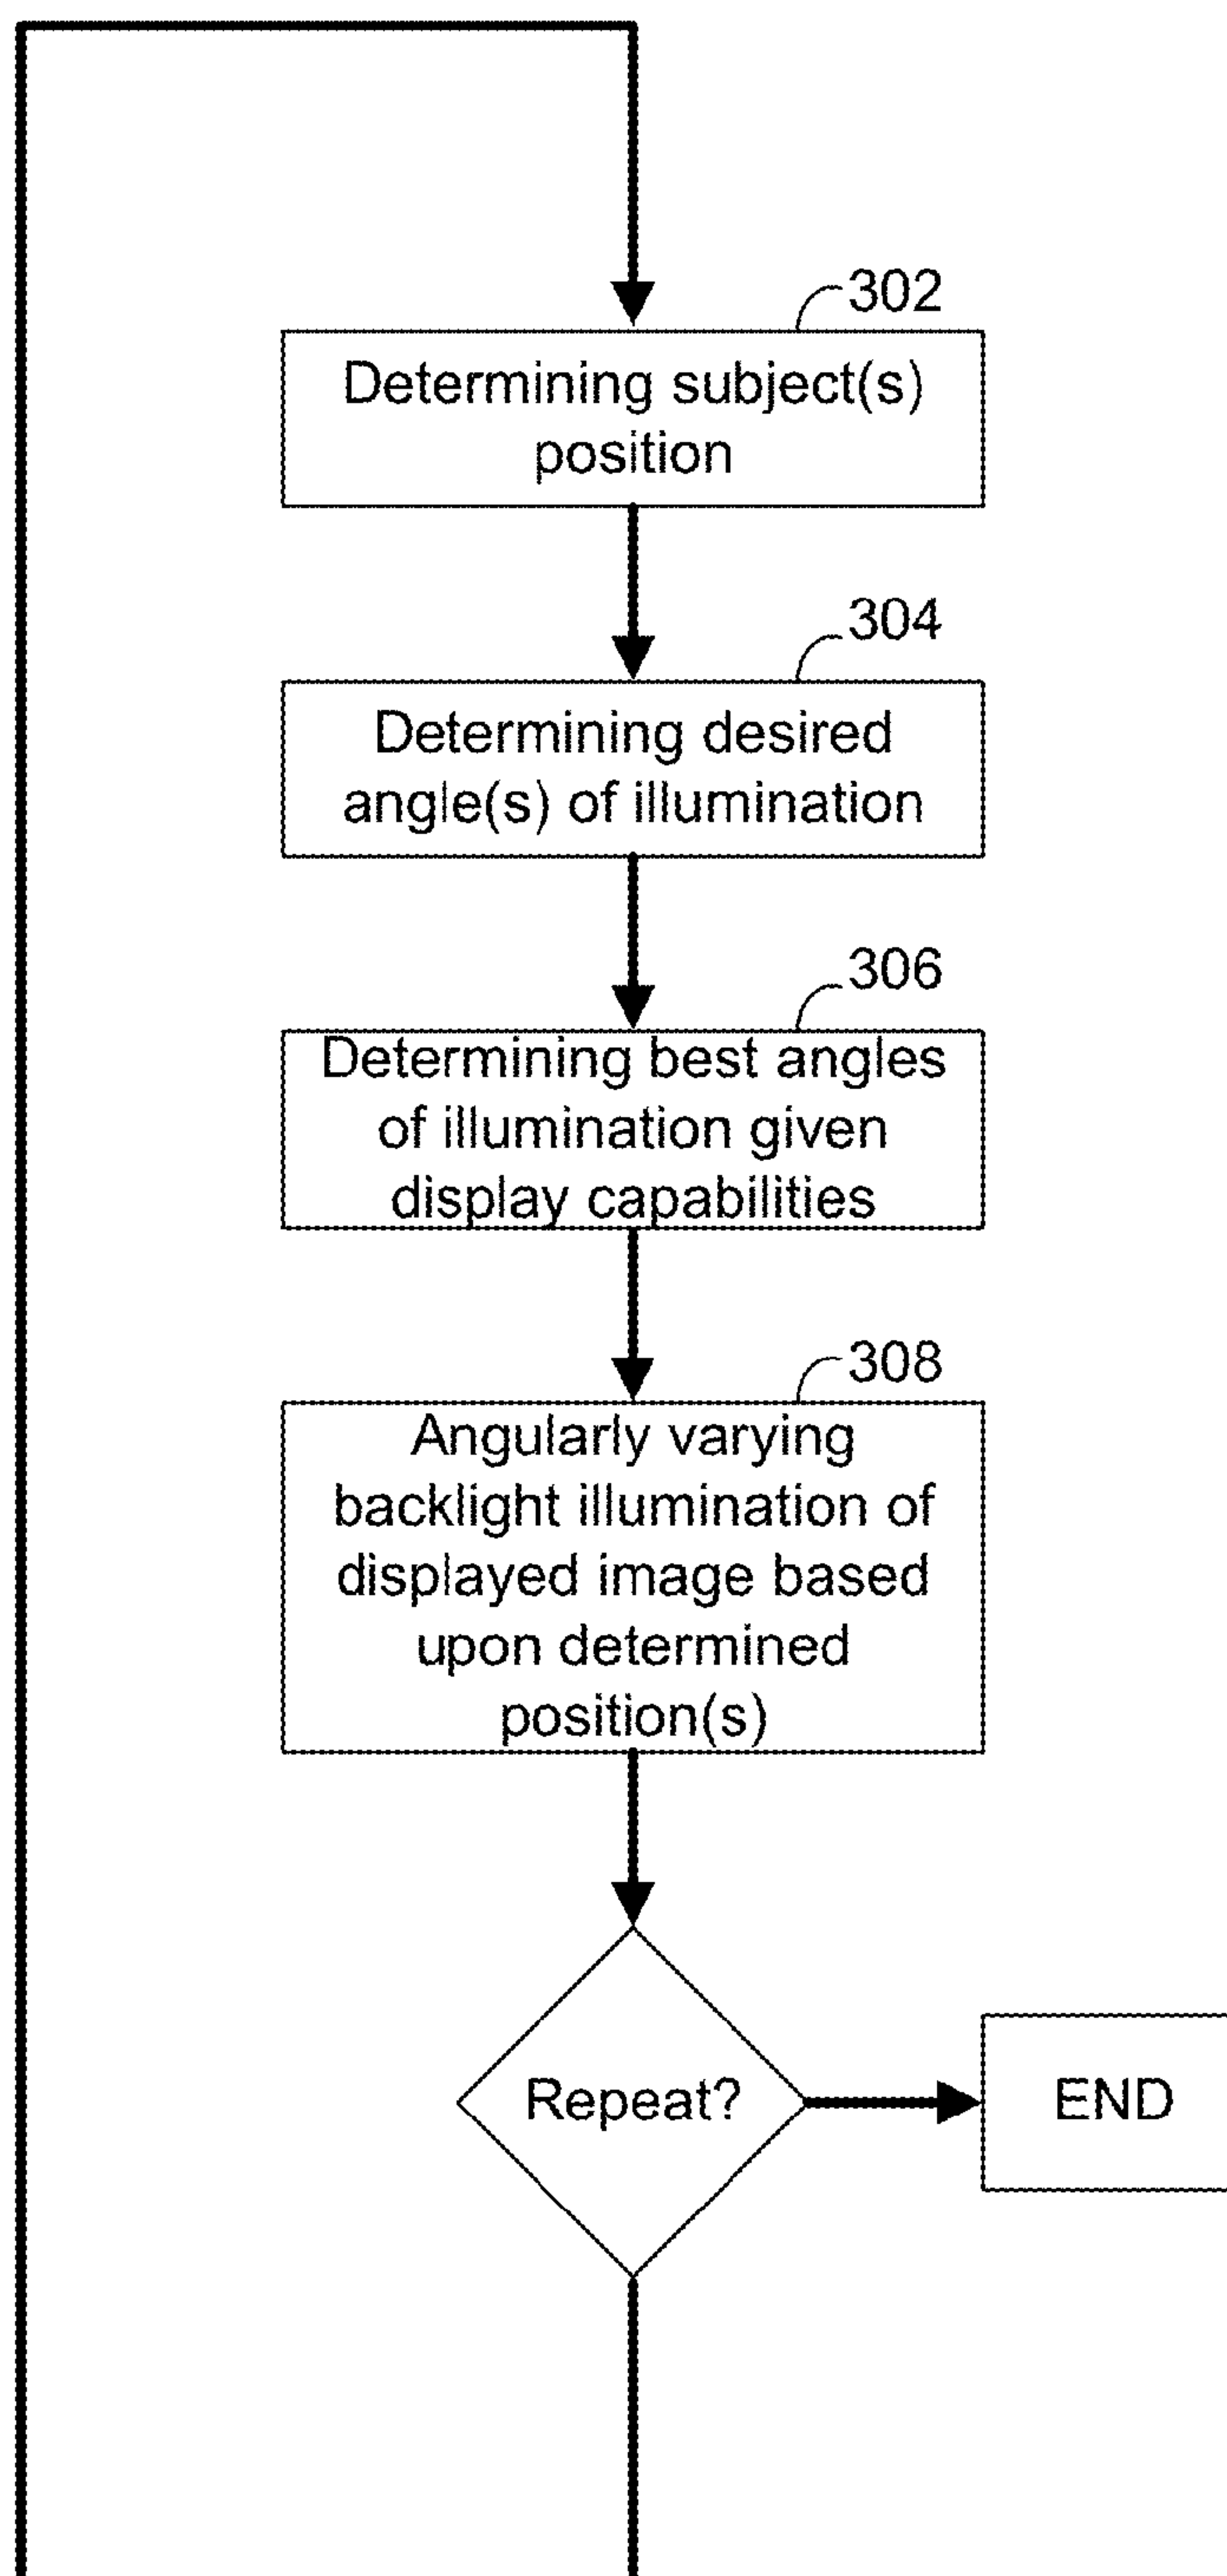 302
Determining subject(s)
position
304
Determining desired
angle(s) of illumination
306
Determining best angles
of illumination given
display capabilities
308
Angularly varying
backlight illumination of
displayed image based
upon determined
position(s)
Repeat?
END